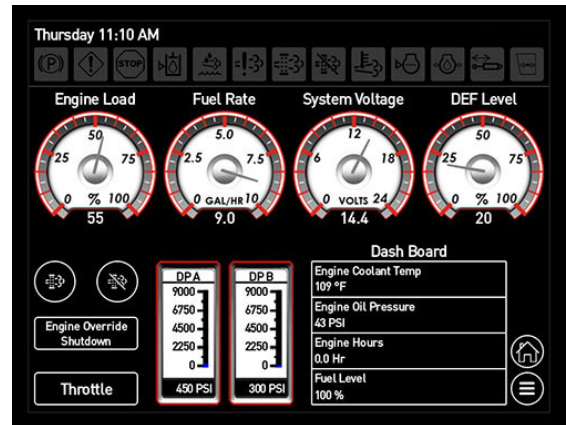 Thursday 11:10 AM
(P) STOP
Engine Load Fuel Rate System Voltage DEF Level
50 5.0 12 50
25 75 2.5 7.5 6 18 25 75
0 % 100 0 GAL/HR 10 0 VOLTS 24 0 % 100
55 9.0 14.4 20
Dash Board
DP A DP B
Engine Coolant Temp
109 °F
9000 9000
6750 6750
Engine Oil Pressure
43 PSI
4500 4500
Engine Override
Shutdown
Engine Hours
0.0 Hr
2250 2250
0 0
Fuel Level
100 %
Throttle
450 PSI 300 PSI